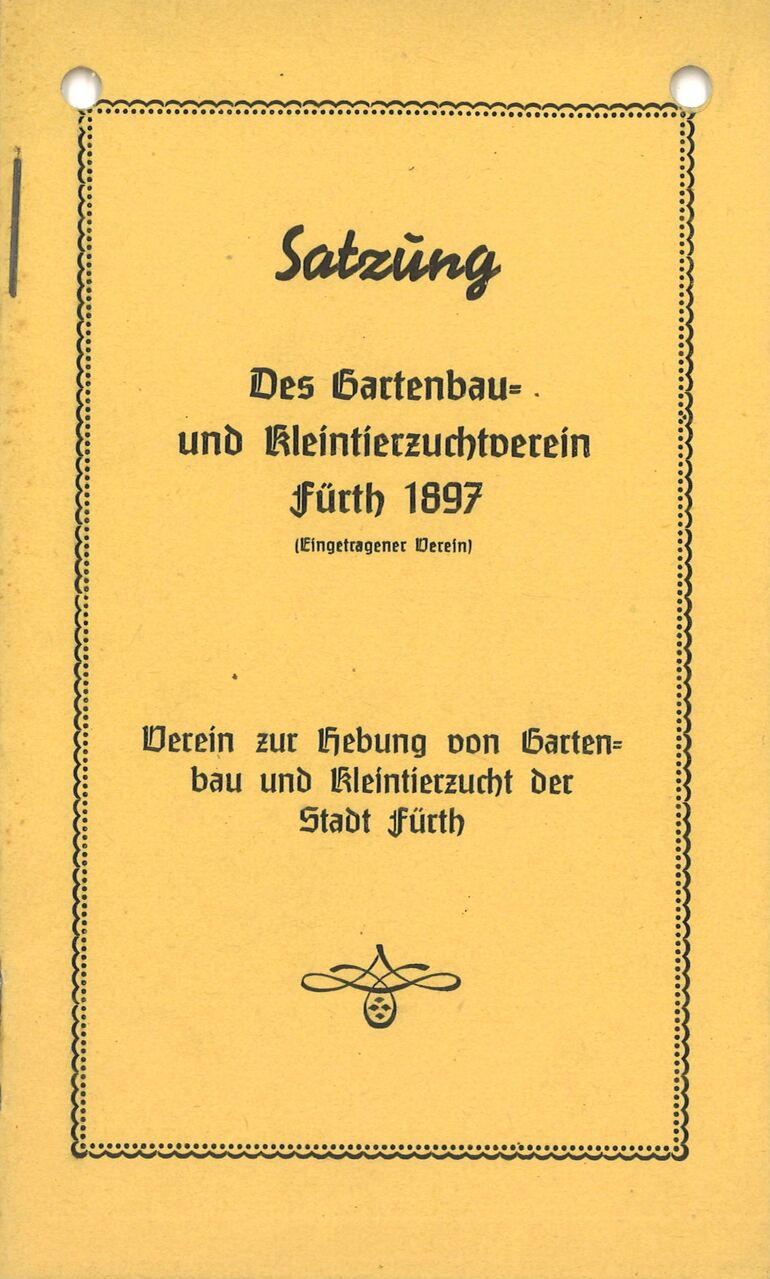 Satzung
Des Gartenbau=
und Kleintierzuchtverein
Fürth 1897
(Eingetragener Verein)
Verein zur Hebung von Garten=
bau und Kleintierzucht der
Stadt Fürth